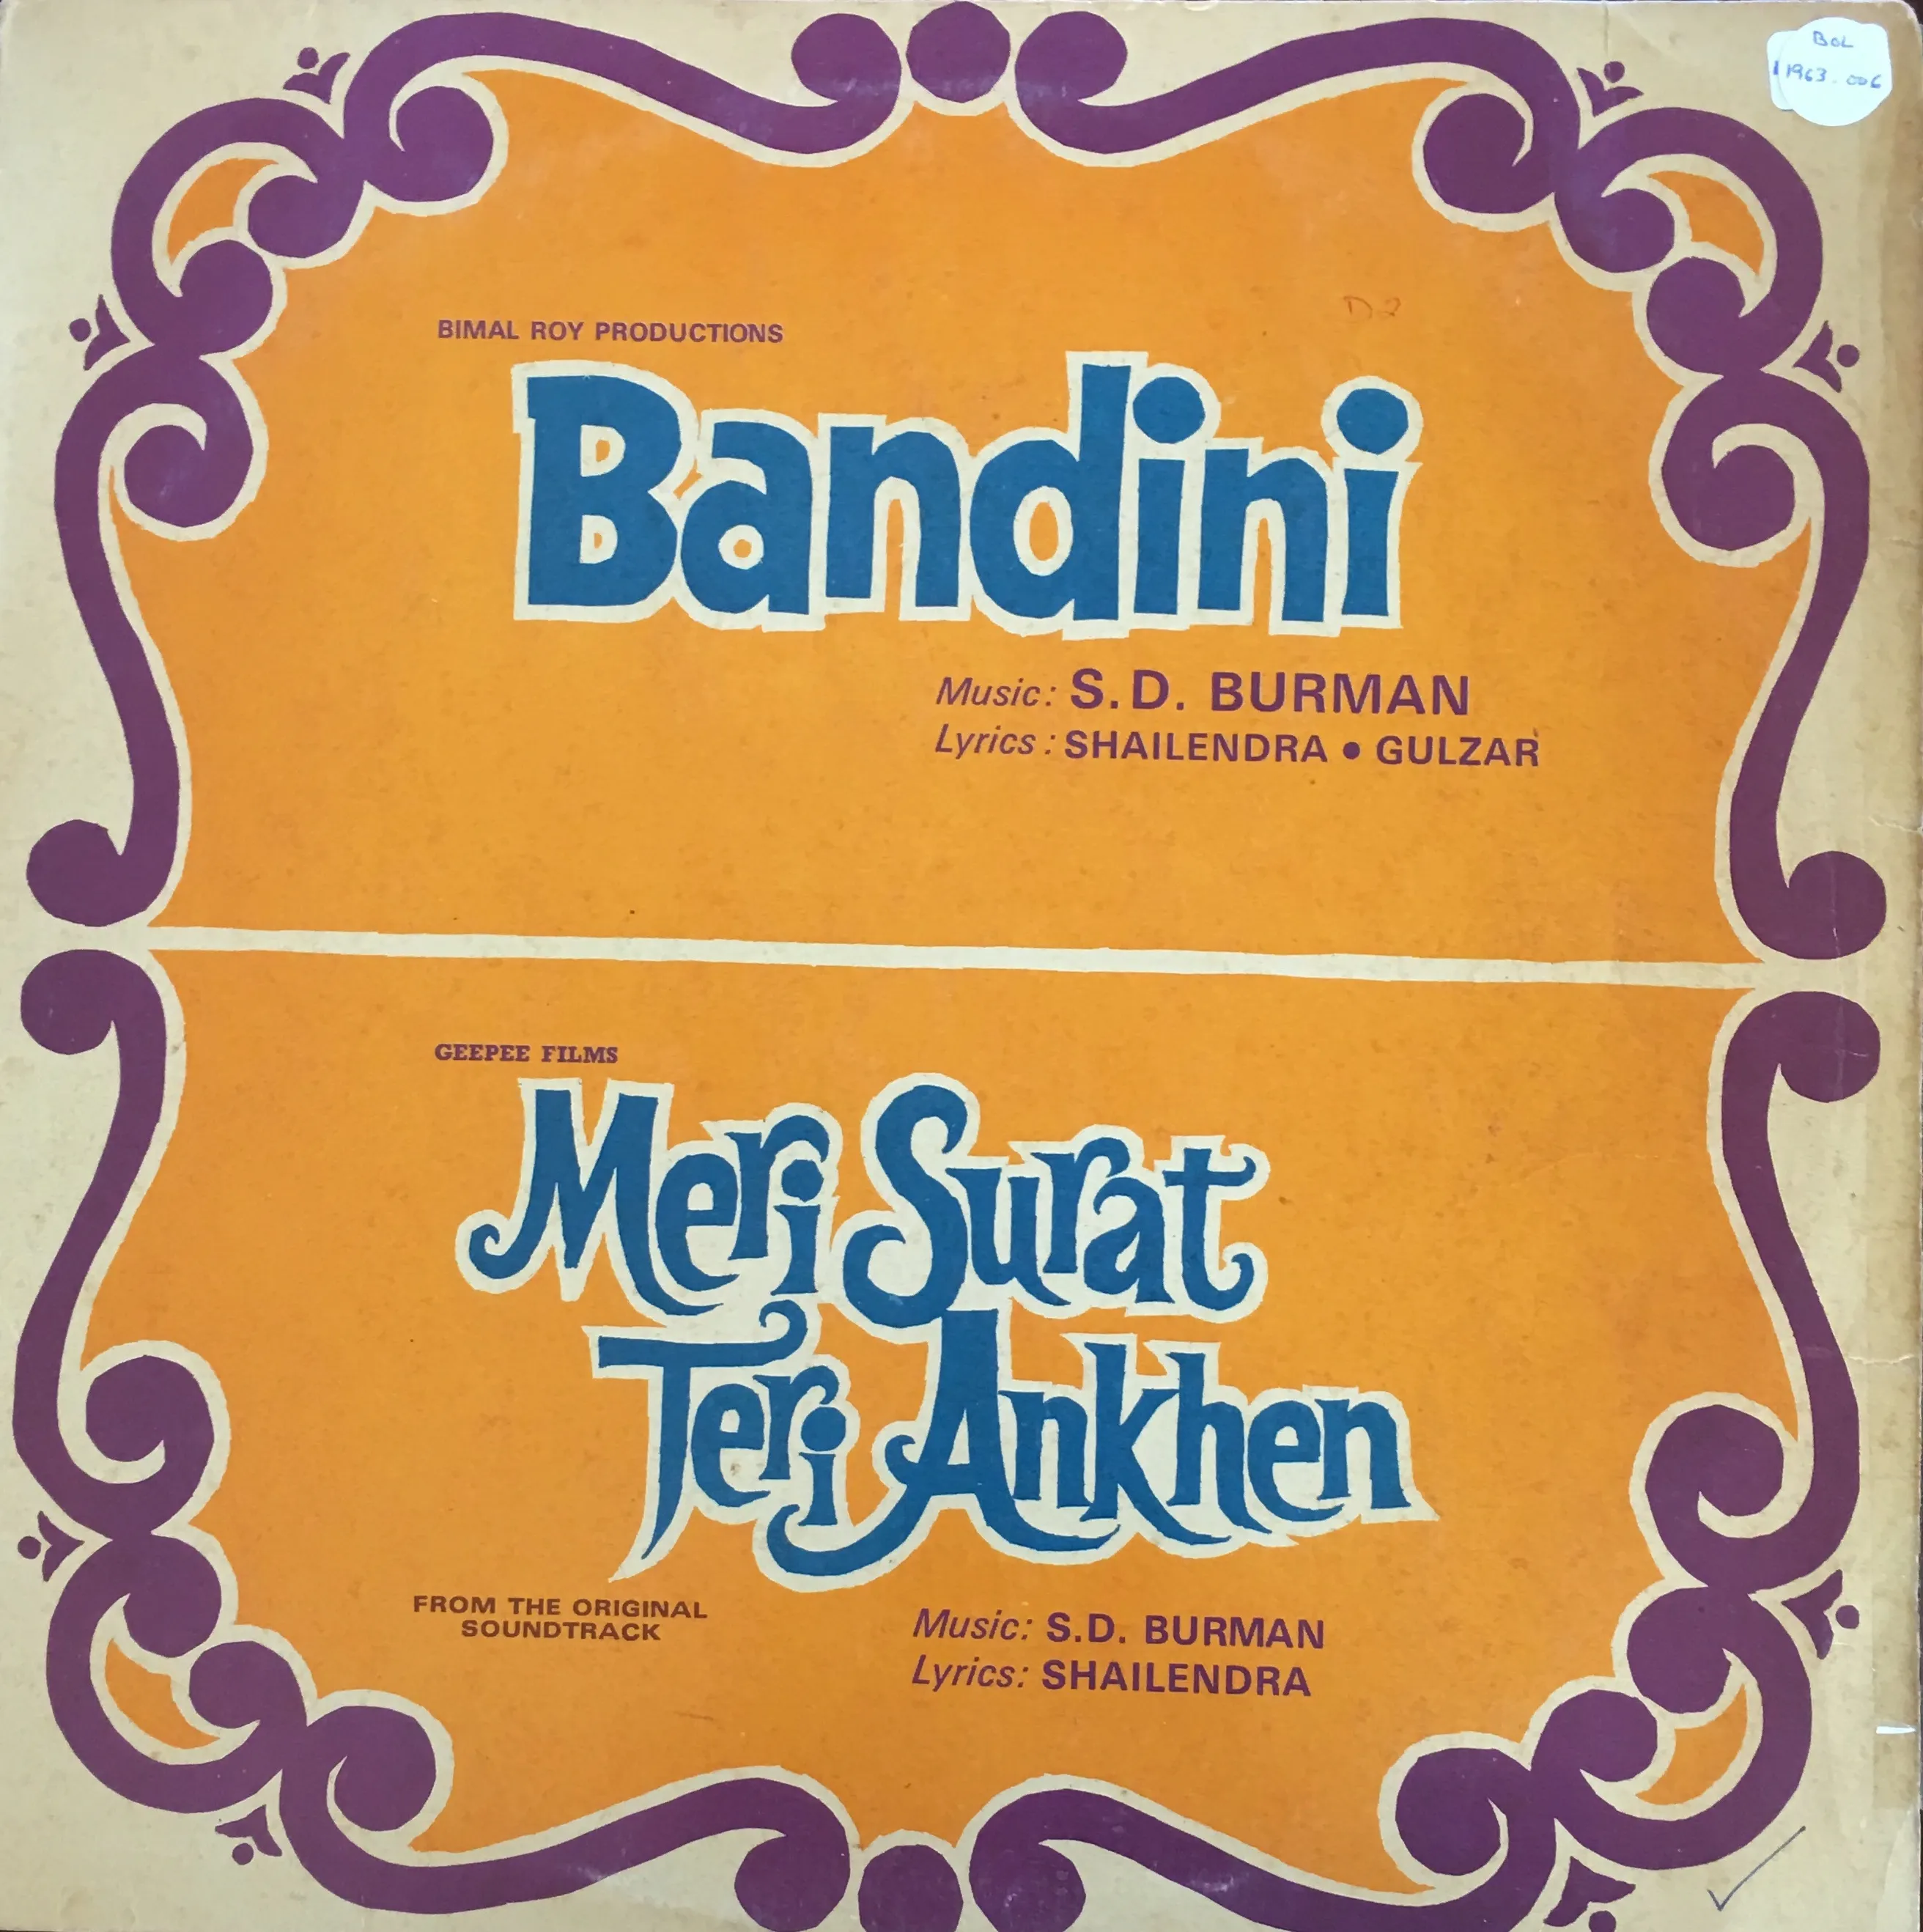 BOL
1963.006
D2
BIMAL ROY PRODUCTIONS
Bandini
Music: S.D. BURMAN
Lyrics: SHAILENDRA • GULZAR
GEEPEE FILMS
Meri Surat
Teri Ankhen
FROM THE ORIGINAL
SOUNDTRACK
Music: S.D. BURMAN
Lyrics: SHAILENDRA